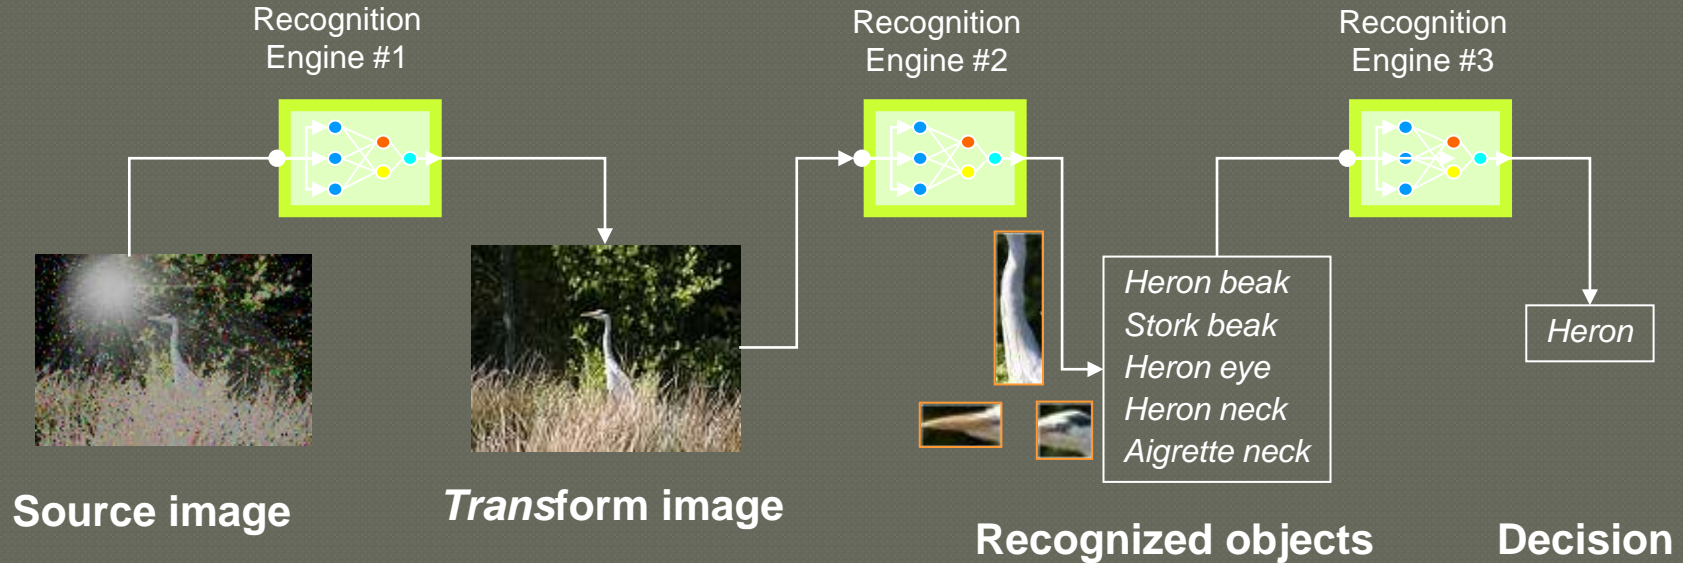 Recognition
Engine #1
Recognition
Engine #2
Recognition
Engine #3
Heron beak
Stork beak
Heron eye
Heron neck
Aigrette neck
Heron
Source image
Transform image
Recognized objects
Decision